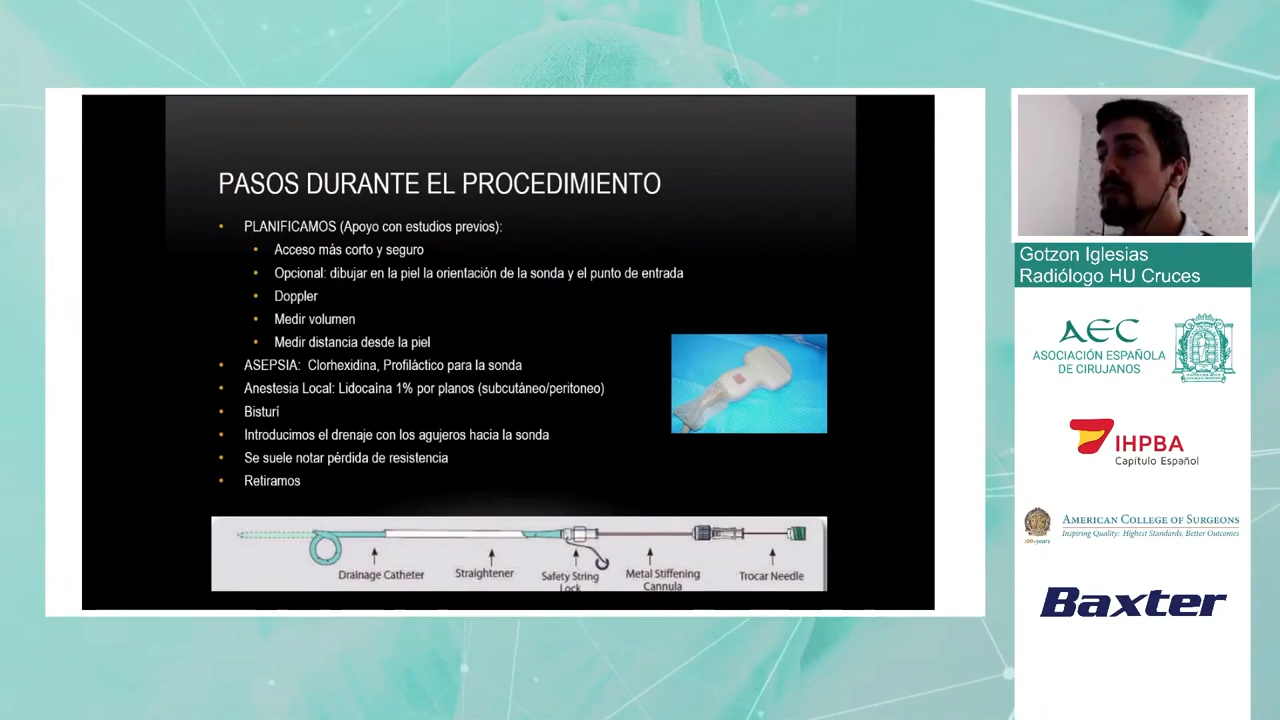 PASOS DURANTE EL PROCEDIMIENTO
PLANIFICAMOS (Apoyo con estudios previos):
Acceso más corto y seguro
Opcional: dibujar en la piel la orientación de la sonda y el punto de entrada
Doppler
Medir volumen
Medir distancia desde la piel
ASEPSIA: Clorhexidina, Profiláctico para la sonda
Anestesia Local: Lidocaína 1% por planos (subcutáneo/peritoneo)
Bisturí
Introducimos el drenaje con los agujeros hacia la sonda
Se suele notar pérdida de resistencia
Retiramos
Drainage Catheter
Straightener
Safety String
Lock
Metal Stiffening
Cannula
Trocar Needle
Gotzon Iglesias
Radiólogo HU Cruces
AEC
ASOCIACIÓN ESPAÑOLA
DE CIRUJANOS
IHPBA
Capítulo Español
100+years
AMERICAN COLLEGE OF SURGEONS
Inspiring Quality: Highest Standards, Better Outcomes
Baxter